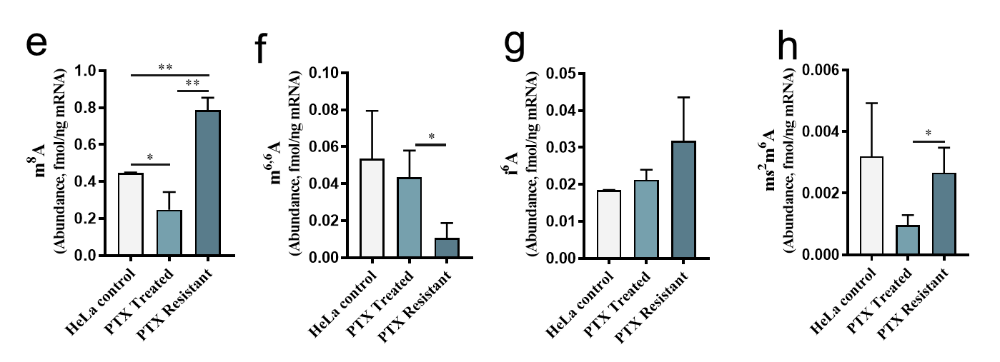 e
m⁸A
(Abundance, fmol/ng mRNA)
1.0
0.8
0.6
0.4
0.2
0.0
**
**
*
HeLa control
PTX Treated
PTX Resistant
f
m⁶,⁶A
(Abundance, fmol/ng mRNA)
0.10
0.08
0.06
0.04
0.02
0.00
*
HeLa control
PTX Treated
PTX Resistant
g
i⁶A
(Abundance, fmol/ng mRNA)
0.05
0.04
0.03
0.02
0.01
0.00
HeLa control
PTX Treated
PTX Resistant
h
ms²m⁶A
(Abundance, fmol/ng mRNA)
0.006
0.004
0.002
0.000
*
HeLa control
PTX Treated
PTX Resistant